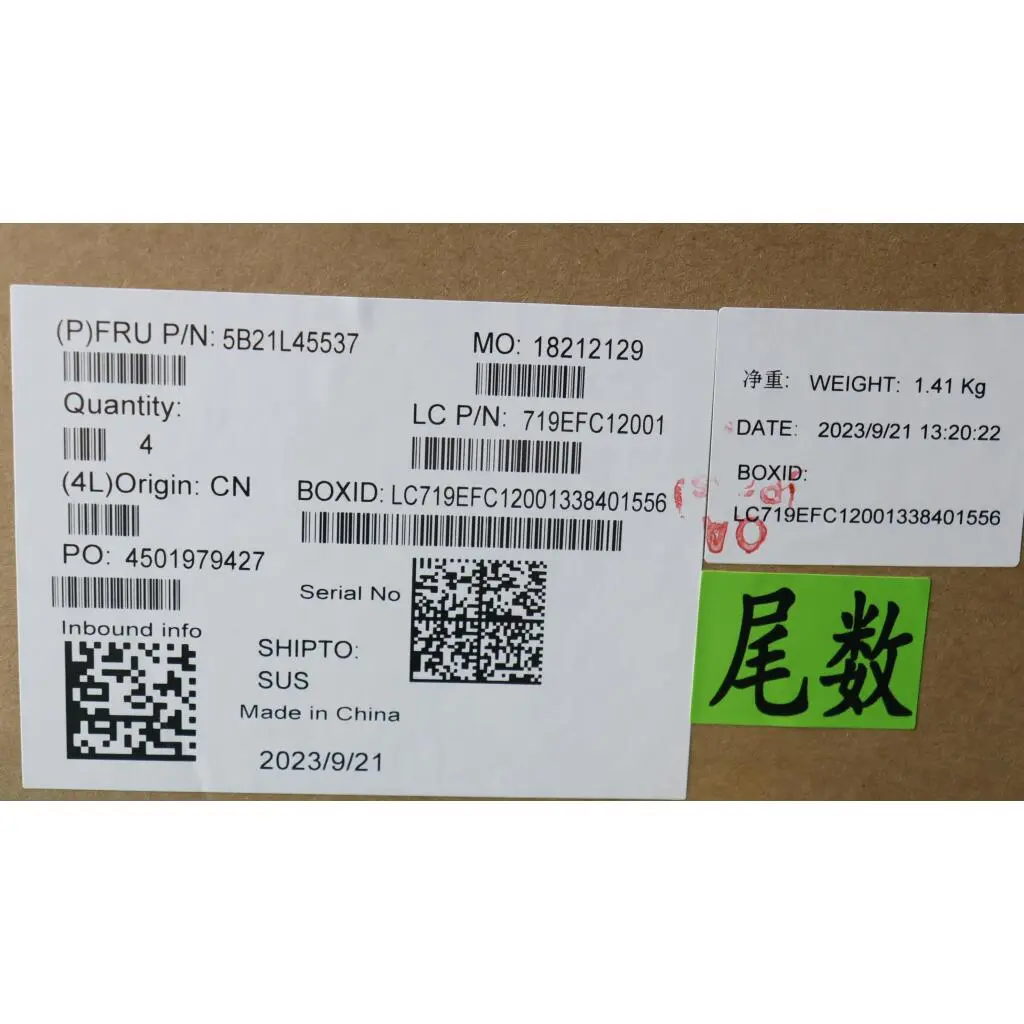 (P)FRU P/N: 5B21L45537
MO: 18212129
Quantity:
4
LC P/N: 719EFC12001
(4L)Origin: CN
BOXID: LC719EFC12001338401556
PO: 4501979427
Serial No
Inbound info
SHIPTO:
SUS
Made in China
2023/9/21
净重: WEIGHT: 1.41 Kg
DATE: 2023/9/21 13:20:22
BOXID:
LC719EFC12001338401556
尾数